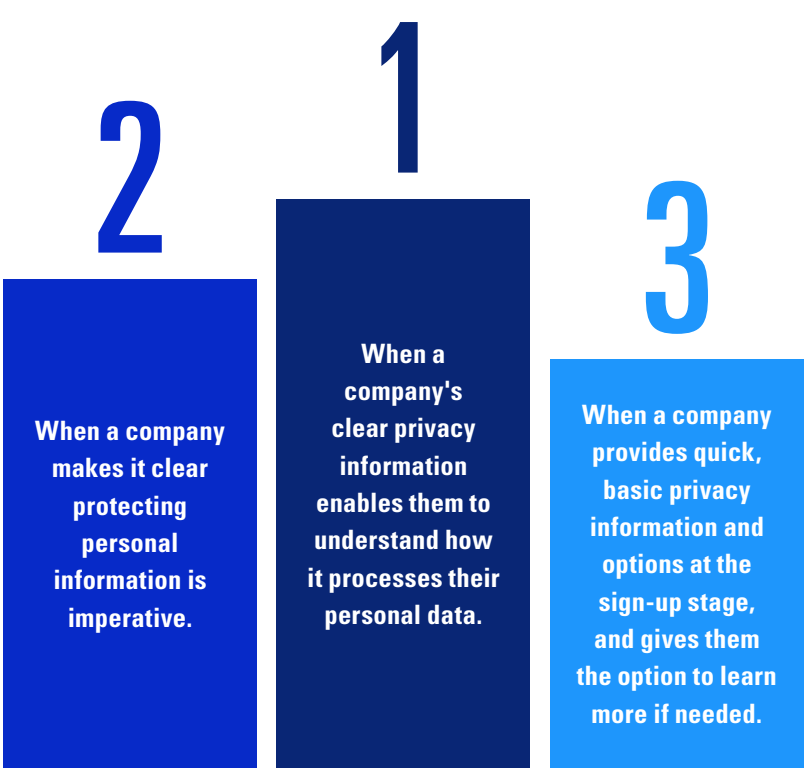 2
When a company
makes it clear
protecting
personal
information is
imperative.
1
When a
company's
clear privacy
information
enables them to
understand how
it processes their
personal data.
3
When a company
provides quick,
basic privacy
information and
options at the
sign-up stage,
and gives them
the option to learn
more if needed.